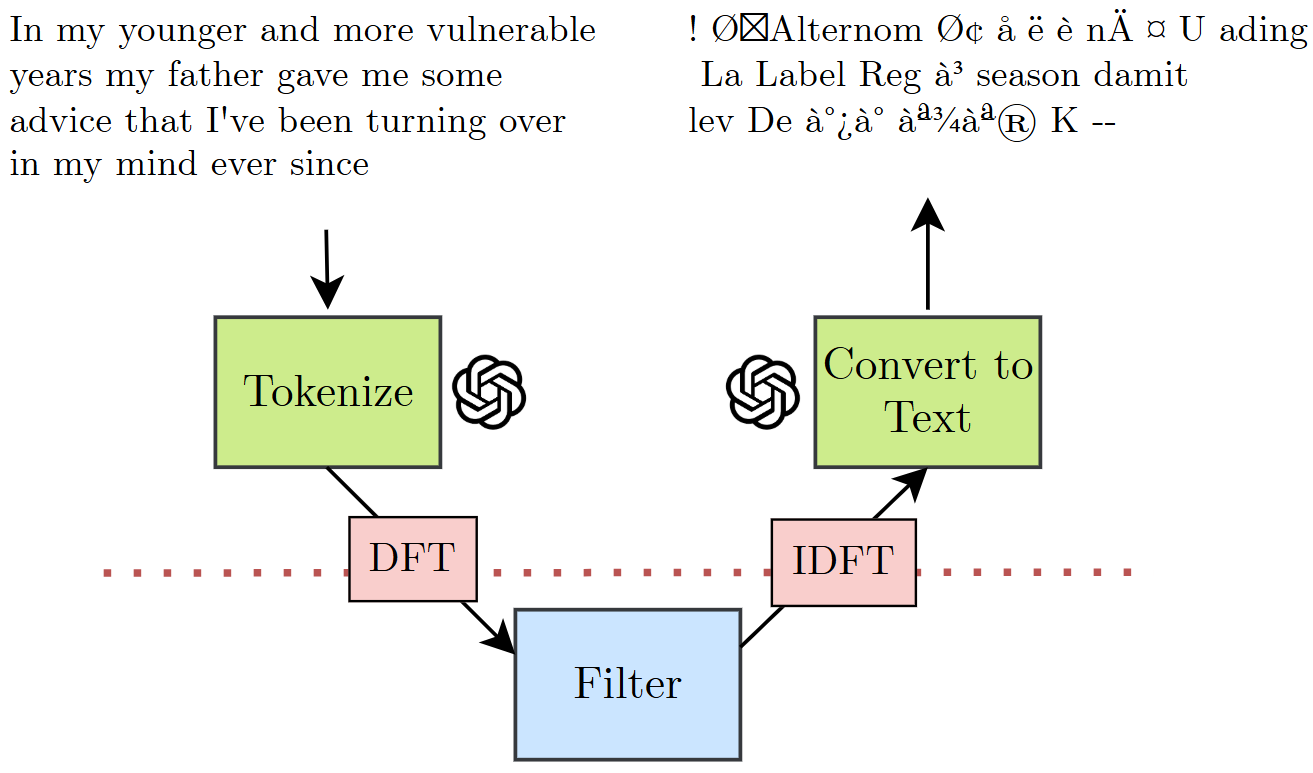 In my younger and more vulnerable
years my father gave me some
advice that I've been turning over
in my mind ever since
! Ø☒Alternom Ø¢ å ë è nÄ ¤ U ading
La Label Reg à³ season damit
lev De à°¿à° àª¾àª® K --
Tokenize
Convert to
Text
DFT
IDFT
Filter